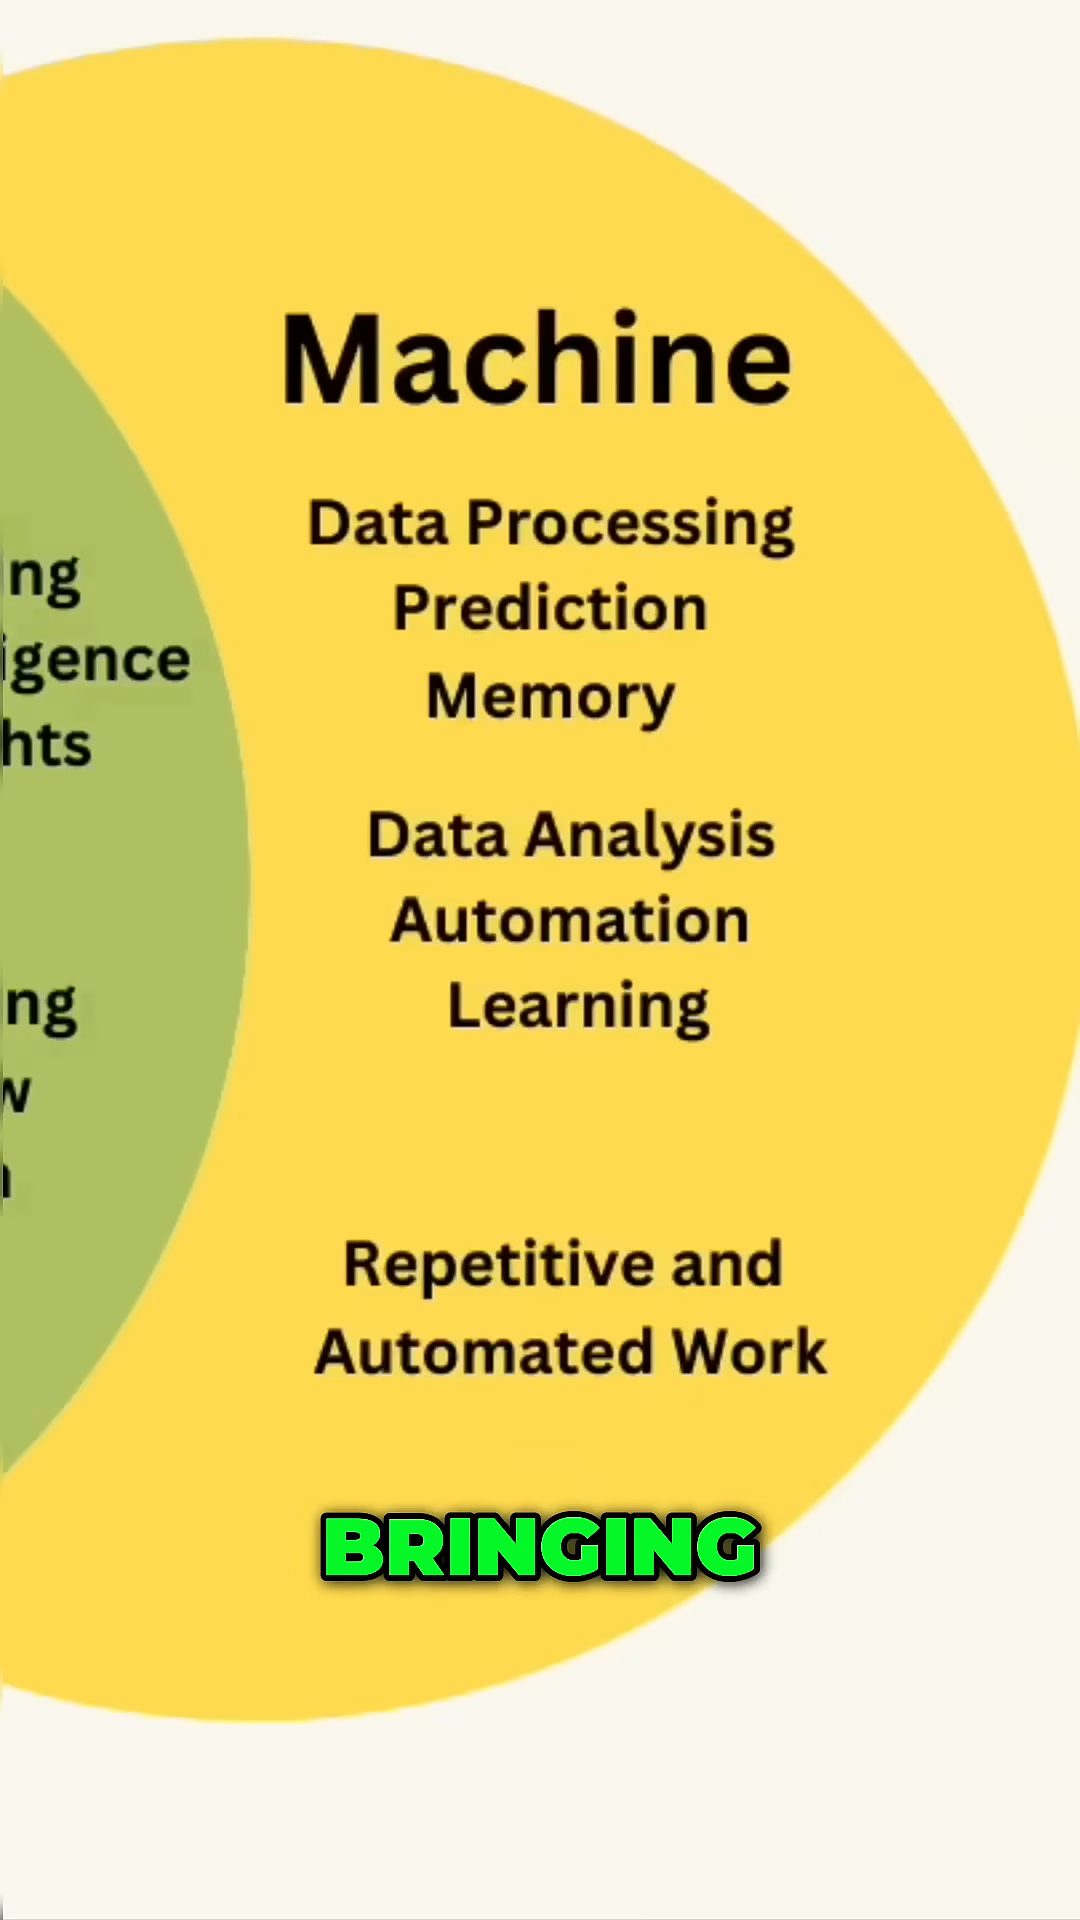 Machine
Data Processing
Prediction
Memory
Data Analysis
Automation
Learning
Repetitive and
Automated Work
BRINGING